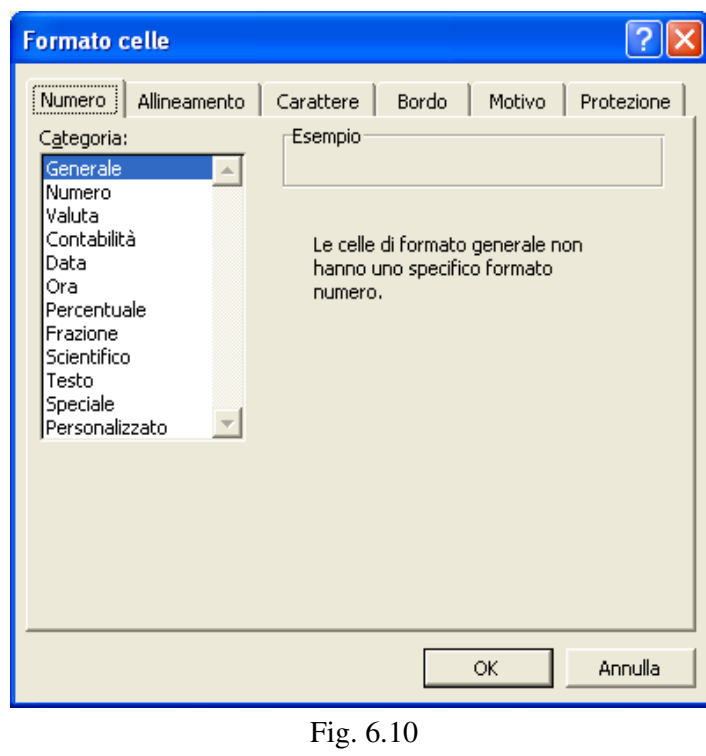 Formato celle
Numero Allineamento Carattere Bordo Motivo Protezione
Categoria:
Generale
Numero
Valuta
Contabilità
Data
Ora
Percentuale
Frazione
Scientifico
Testo
Speciale
Personalizzato
Esempio
Le celle di formato generale non
hanno uno specifico formato
numero.
OK Annulla
Fig. 6.10